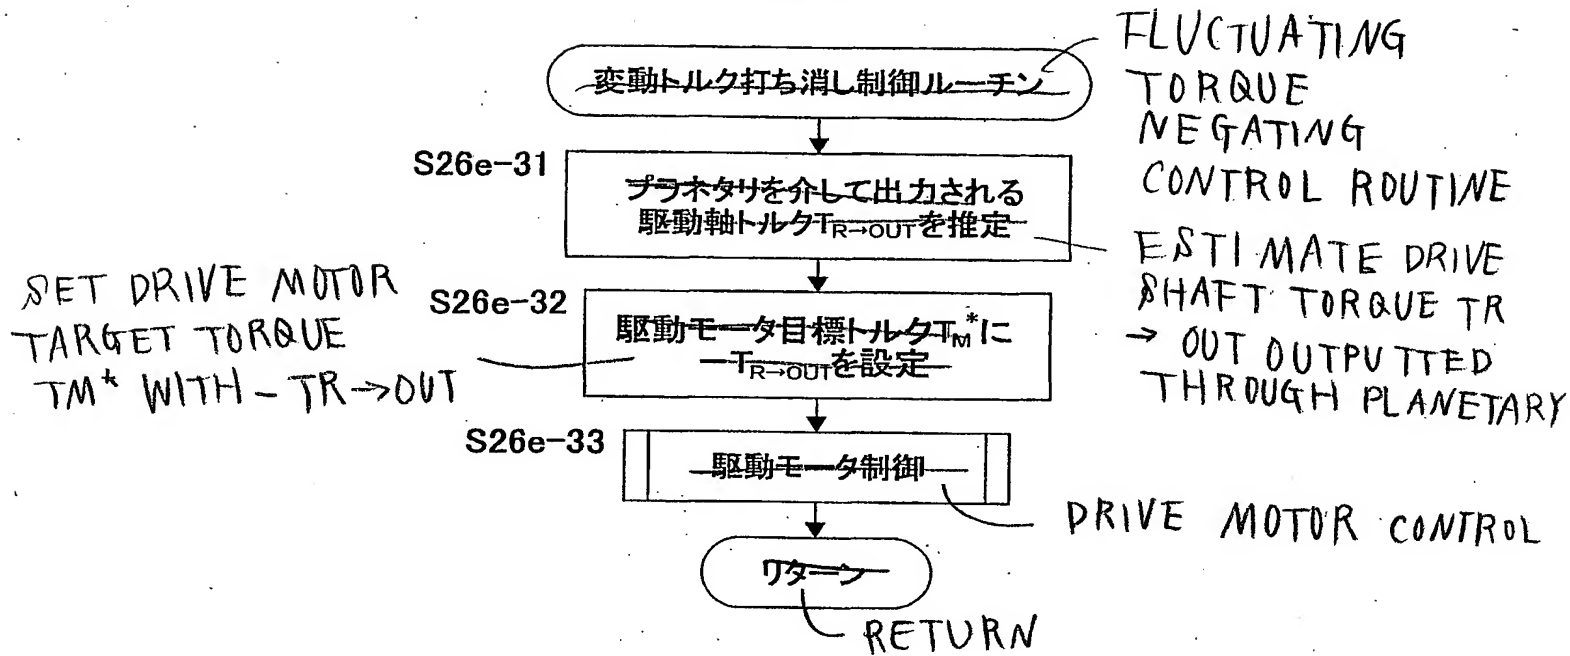 変動トルク打ち消し制御ルーチン
FLUCTUATING
TORQUE
NEGATING
CONTROL ROUTINE
S26e-31
プラネタリを介して出力される
駆動軸トルクTR→OUTを推定
ESTIMATE DRIVE
SHAFT TORQUE TR
→ OUT OUTPUTTED
THROUGH PLANETARY
SET DRIVE MOTOR
TARGET TORQUE
TM* WITH - TR→OUT
S26e-32
駆動モータ目標トルクTM*に
-TR→OUTを設定
S26e-33
駆動モータ制御
DRIVE MOTOR CONTROL
リターン
RETURN